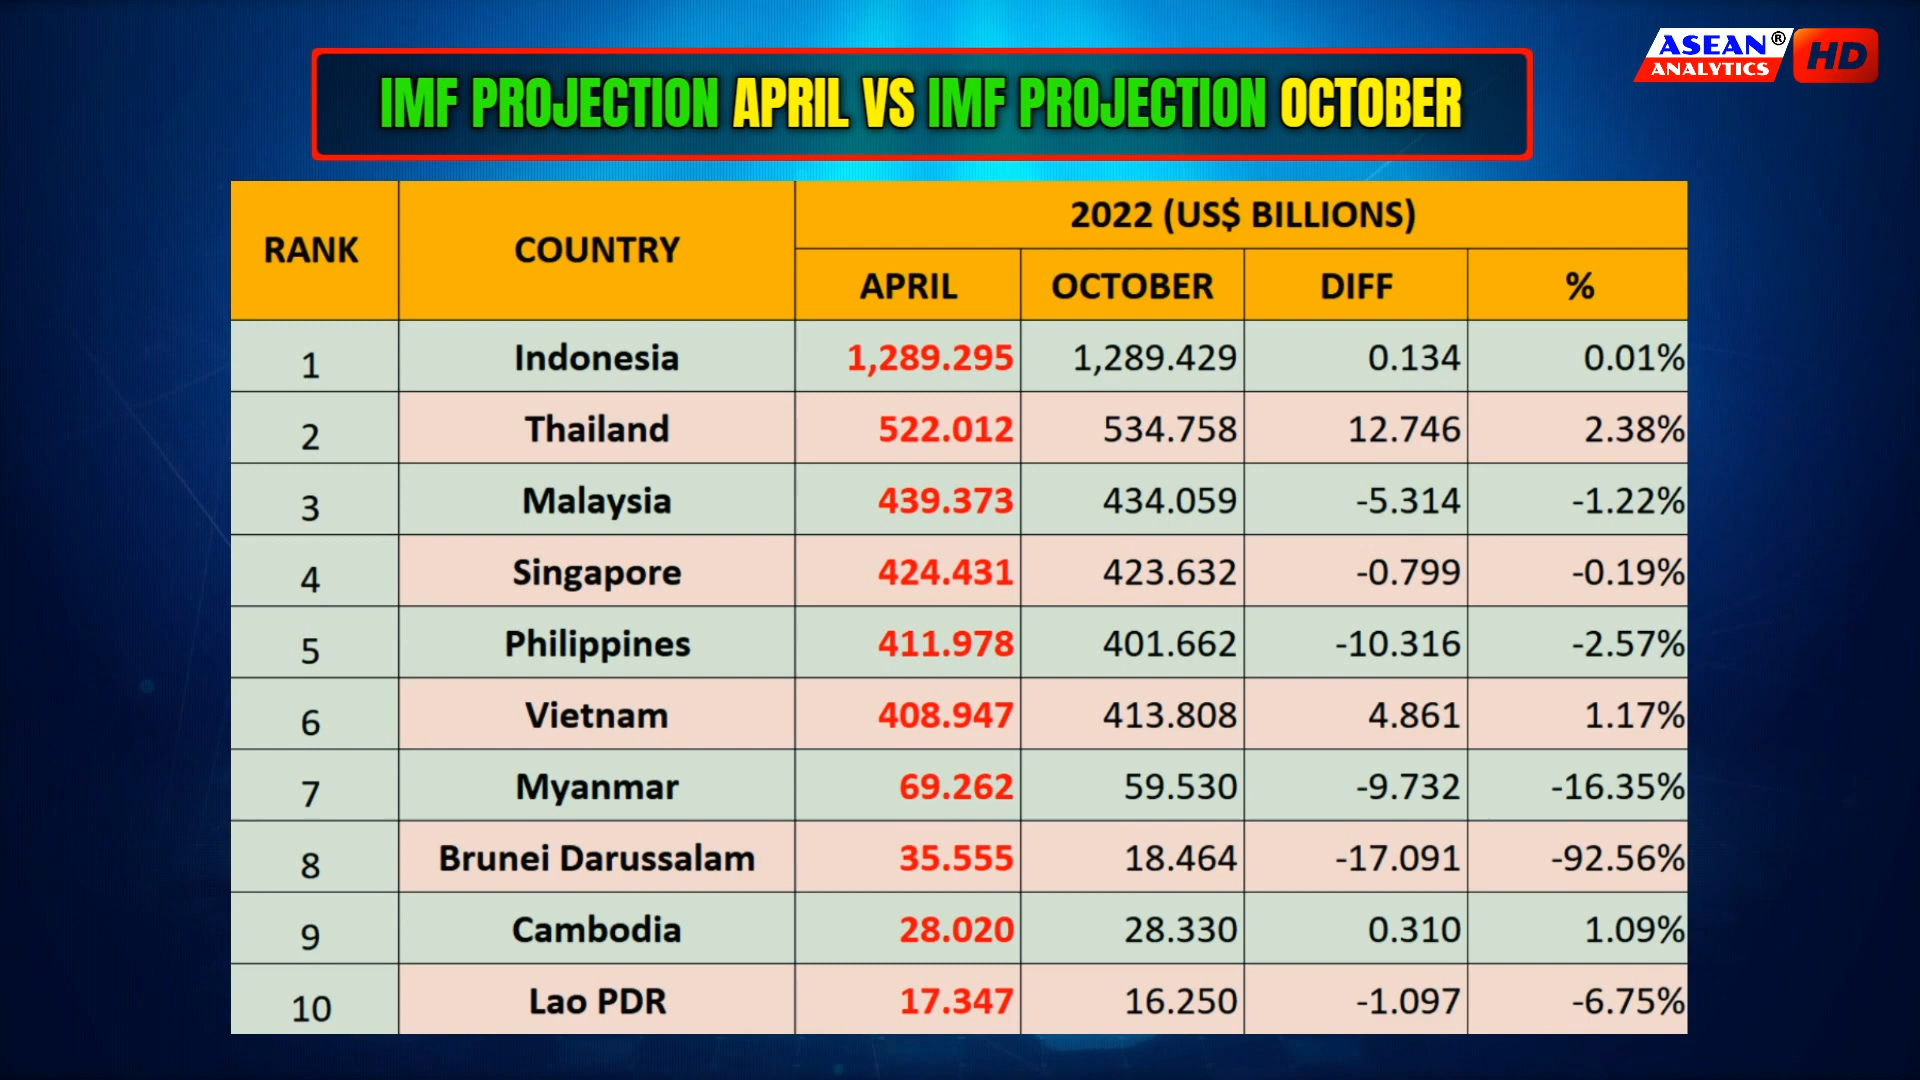 ASEAN®
ANALYTICS
HD
IMF PROJECTION APRIL VS IMF PROJECTION OCTOBER
RANK COUNTRY 2022 (US$ BILLIONS)
APRIL OCTOBER DIFF %
1 Indonesia 1,289.295 1,289.429 0.134 0.01%
2 Thailand 522.012 534.758 12.746 2.38%
3 Malaysia 439.373 434.059 -5.314 -1.22%
4 Singapore 424.431 423.632 -0.799 -0.19%
5 Philippines 411.978 401.662 -10.316 -2.57%
6 Vietnam 408.947 413.808 4.861 1.17%
7 Myanmar 69.262 59.530 -9.732 -16.35%
8 Brunei Darussalam 35.555 18.464 -17.091 -92.56%
9 Cambodia 28.020 28.330 0.310 1.09%
10 Lao PDR 17.347 16.250 -1.097 -6.75%